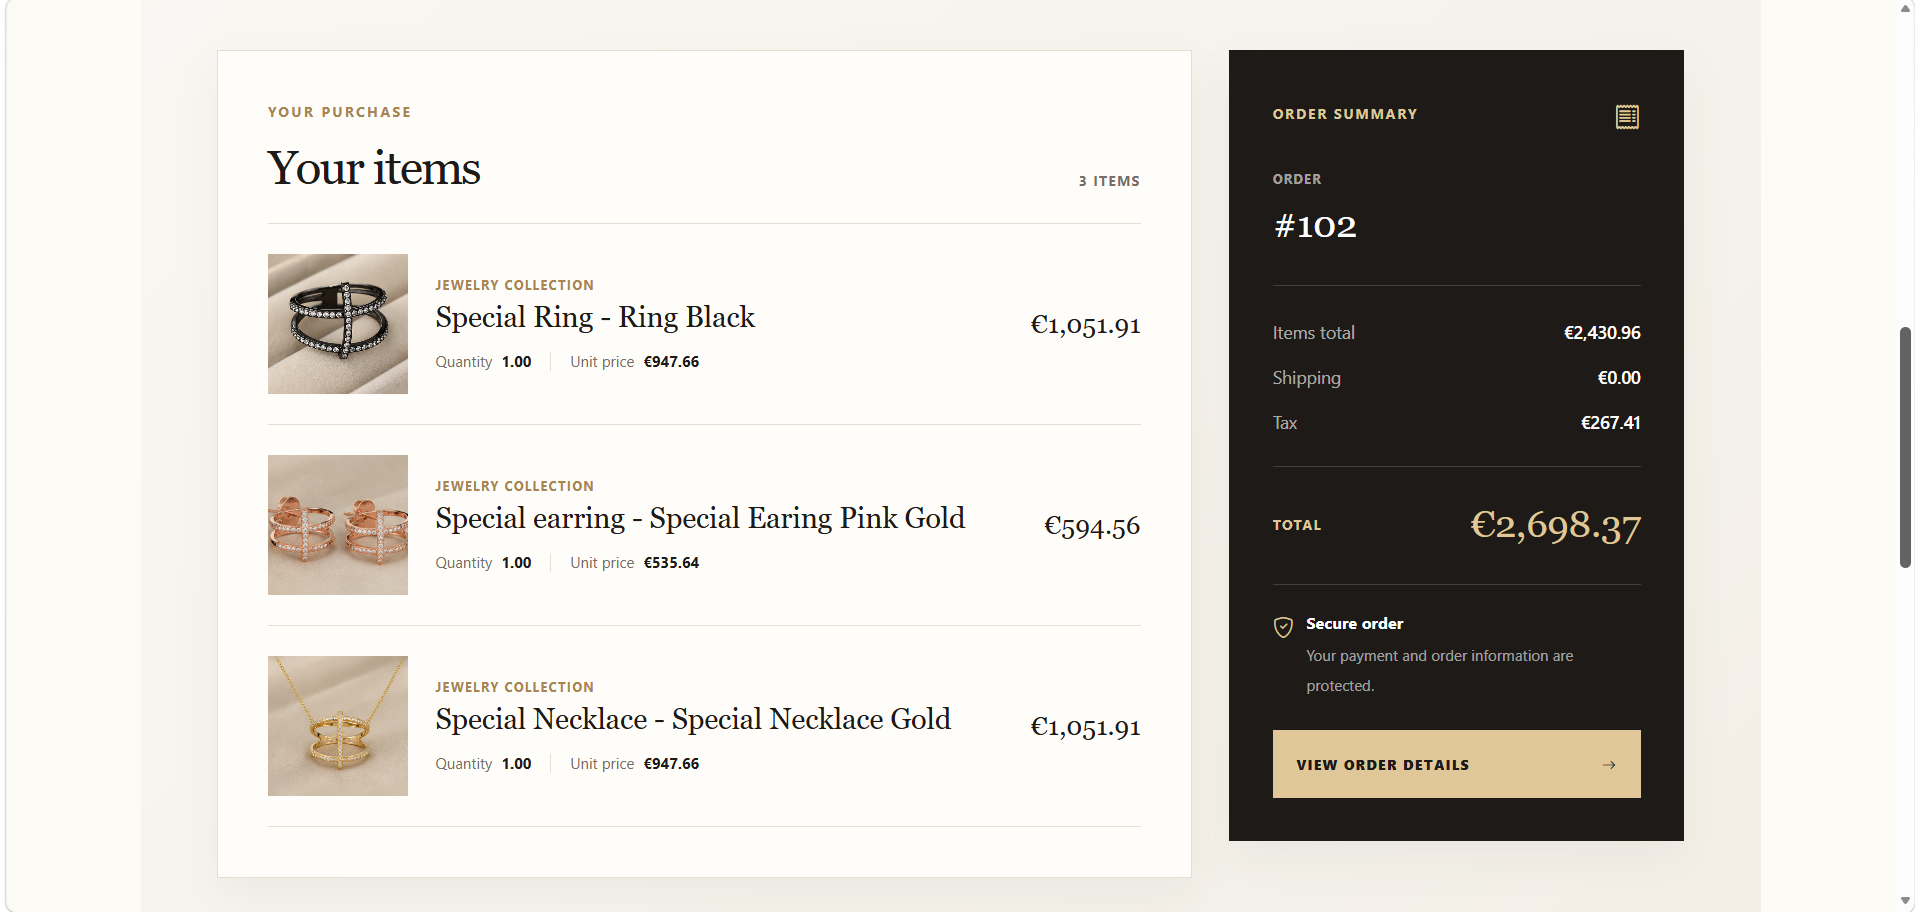 YOUR PURCHASE
Your items
3 ITEMS
JEWELRY COLLECTION
Special Ring - Ring Black
Quantity 1.00 Unit price €947.66
€1,051.91
JEWELRY COLLECTION
Special earring - Special Earing Pink Gold
Quantity 1.00 Unit price €535.64
€594.56
JEWELRY COLLECTION
Special Necklace - Special Necklace Gold
Quantity 1.00 Unit price €947.66
€1,051.91
ORDER SUMMARY
ORDER
#102
Items total €2,430.96
Shipping €0.00
Tax €267.41
TOTAL €2,698.37
Secure order
Your payment and order information are
protected.
VIEW ORDER DETAILS →